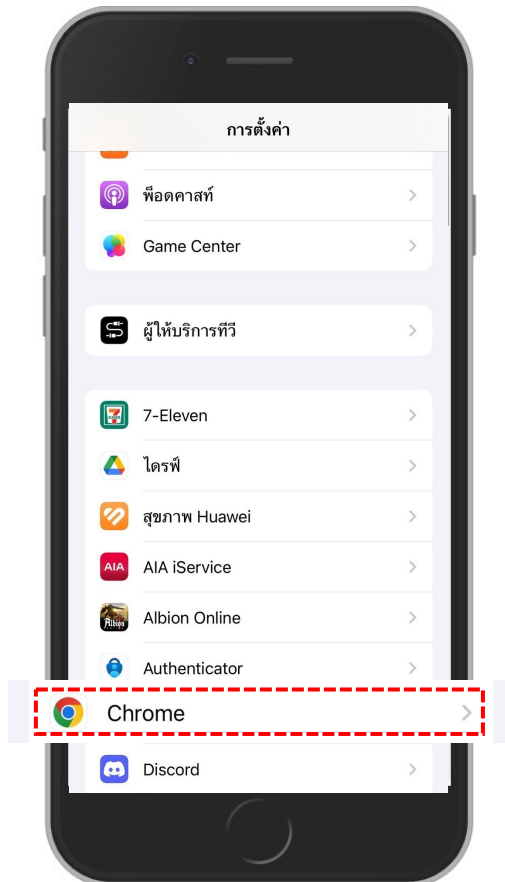 การตั้งค่า
พ็อดคาสท์
Game Center
ผู้ให้บริการทีวี
7-Eleven
ไดรฟ์
สุขภาพ Huawei
AIA
AIA iService
Albion
Albion Online
Authenticator
Chrome
Discord